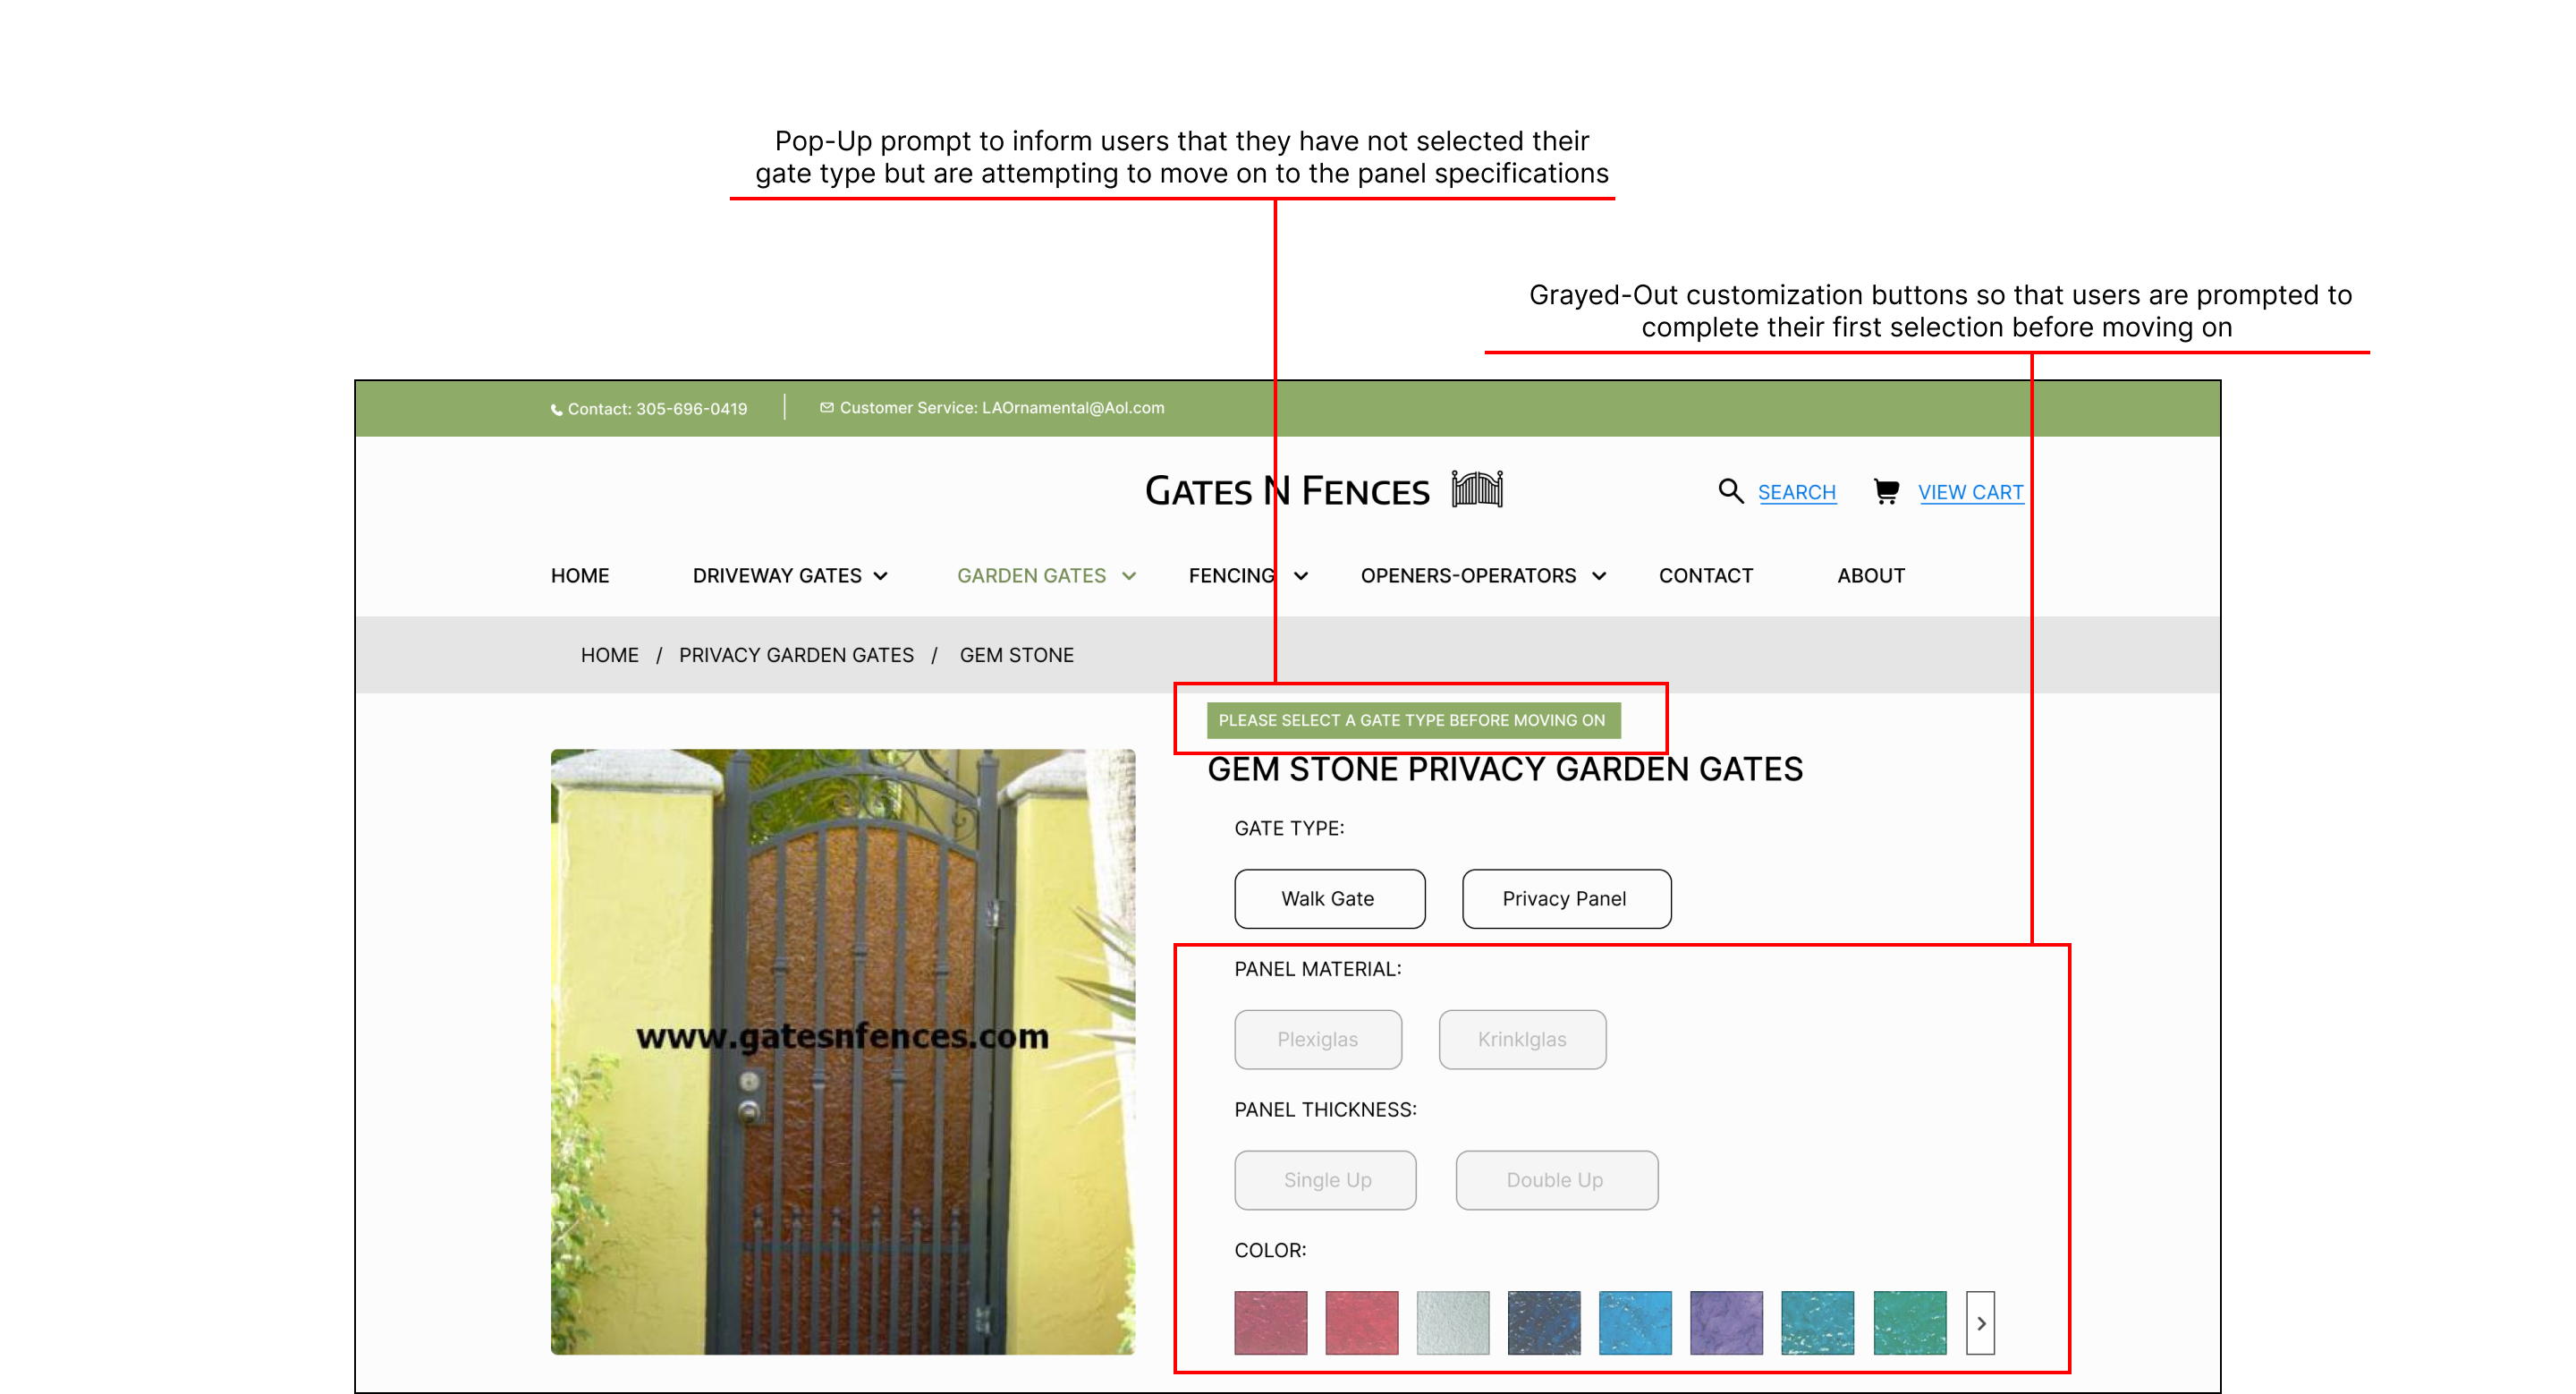 Pop-Up prompt to inform users that they have not selected their
gate type but are attempting to move on to the panel specifications
Grayed-Out customization buttons so that users are prompted to
complete their first selection before moving on
Contact: 305-696-0419
Customer Service: LAOrnamental@Aol.com
GATES N FENCES
SEARCH
VIEW CART
HOME
DRIVEWAY GATES
GARDEN GATES
FENCING
OPENERS-OPERATORS
CONTACT
ABOUT
HOME / PRIVACY GARDEN GATES / GEM STONE
PLEASE SELECT A GATE TYPE BEFORE MOVING ON
GEM STONE PRIVACY GARDEN GATES
GATE TYPE:
Walk Gate
Privacy Panel
www.gatesnfences.com
PANEL MATERIAL:
Plexiglas
Krinklglas
PANEL THICKNESS:
Single Up
Double Up
COLOR: